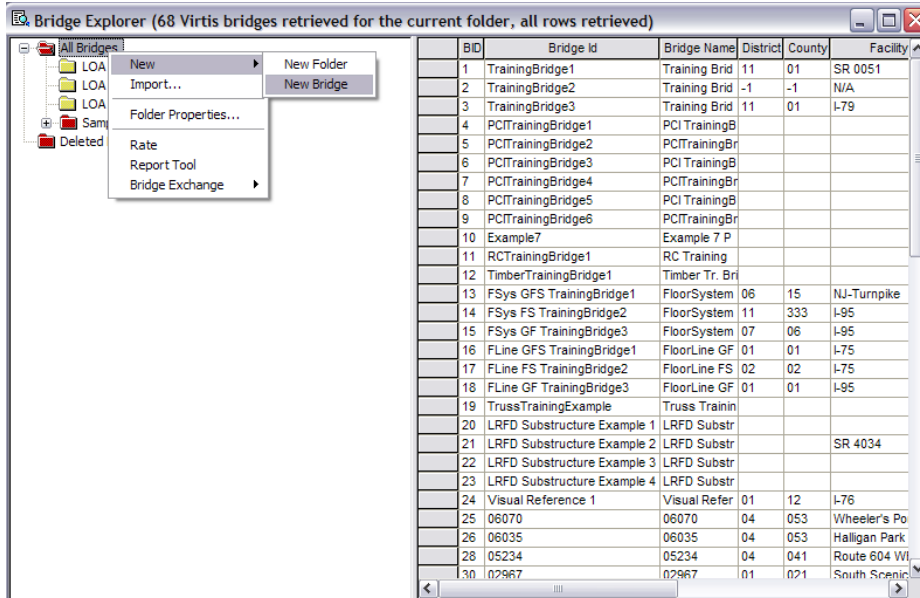 Bridge Explorer (68 Virtis bridges retrieved for the current folder, all rows retrieved)
All Bridges
LOA
LOA
LOA
Sam
Deleted
New
Import...
Folder Properties...
Rate
Report Tool
Bridge Exchange
New Folder
New Bridge
BID Bridge Id Bridge Name District County Facility
1 TrainingBridge1 Training Brid 11 01 SR 0051
2 TrainingBridge2 Training Brid -1 -1 N/A
3 TrainingBridge3 Training Brid 11 01 I-79
4 PCITrainingBridge1 PCI TrainingB
5 PCITrainingBridge2 PCITrainingBr
6 PCITrainingBridge3 PCI TrainingB
7 PCITrainingBridge4 PCITrainingBr
8 PCITrainingBridge5 PCI TrainingB
9 PCITrainingBridge6 PCITrainingBr
10 Example7 Example 7 P
11 RCTrainingBridge1 RC Training
12 TimberTrainingBridge1 Timber Tr. Bri
13 FSys GFS TrainingBridge1 FloorSystem 06 15 NJ-Turnpike
14 FSys FS TrainingBridge2 FloorSystem 11 333 I-95
15 FSys GF TrainingBridge3 FloorSystem 07 06 I-95
16 FLine GFS TrainingBridge1 FloorLine GF 01 01 I-75
17 FLine FS TrainingBridge2 FloorLine FS 02 02 I-75
18 FLine GF TrainingBridge3 FloorLine GF 01 01 I-95
19 TrussTrainingExample Truss Trainin
20 LRFD Substructure Example 1 LRFD Substr
21 LRFD Substructure Example 2 LRFD Substr SR 4034
22 LRFD Substructure Example 3 LRFD Substr
23 LRFD Substructure Example 4 LRFD Substr
24 Visual Reference 1 Visual Refer 01 12 I-76
25 06070 06070 04 053 Wheeler's Po
26 06035 06035 04 053 Halligan Park
28 05234 05234 04 041 Route 604 WI
30 02967 02967 01 021 South Scenic